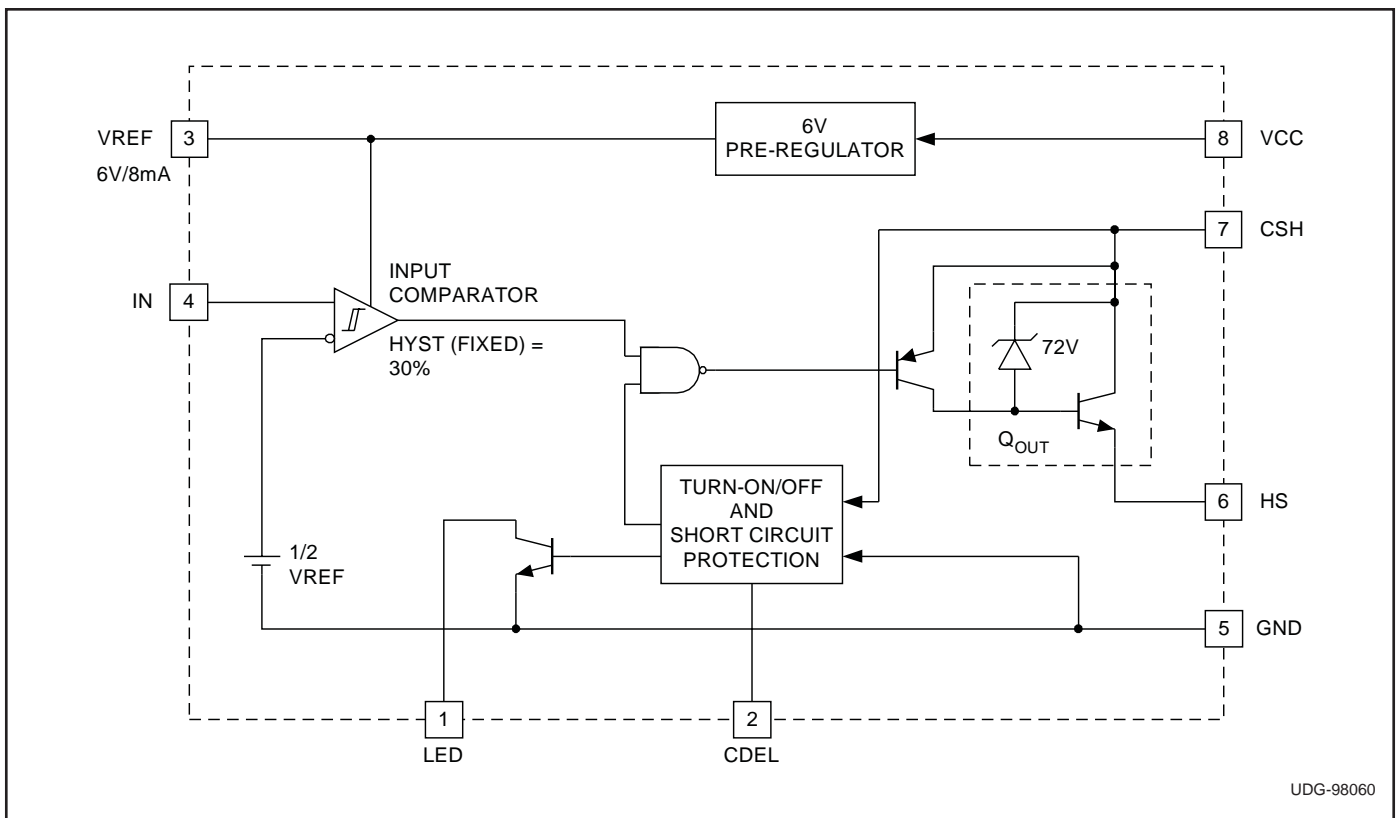 6V
PRE-REGULATOR
VREF
3
6V/8mA
8
VCC
7
CSH
IN
4
INPUT
COMPARATOR
HYST (FIXED) =
30%
72V
QOUT
TURN-ON/OFF
AND
SHORT CIRCUIT
PROTECTION
6
HS
1/2
VREF
5
GND
1
LED
2
CDEL
UDG-98060